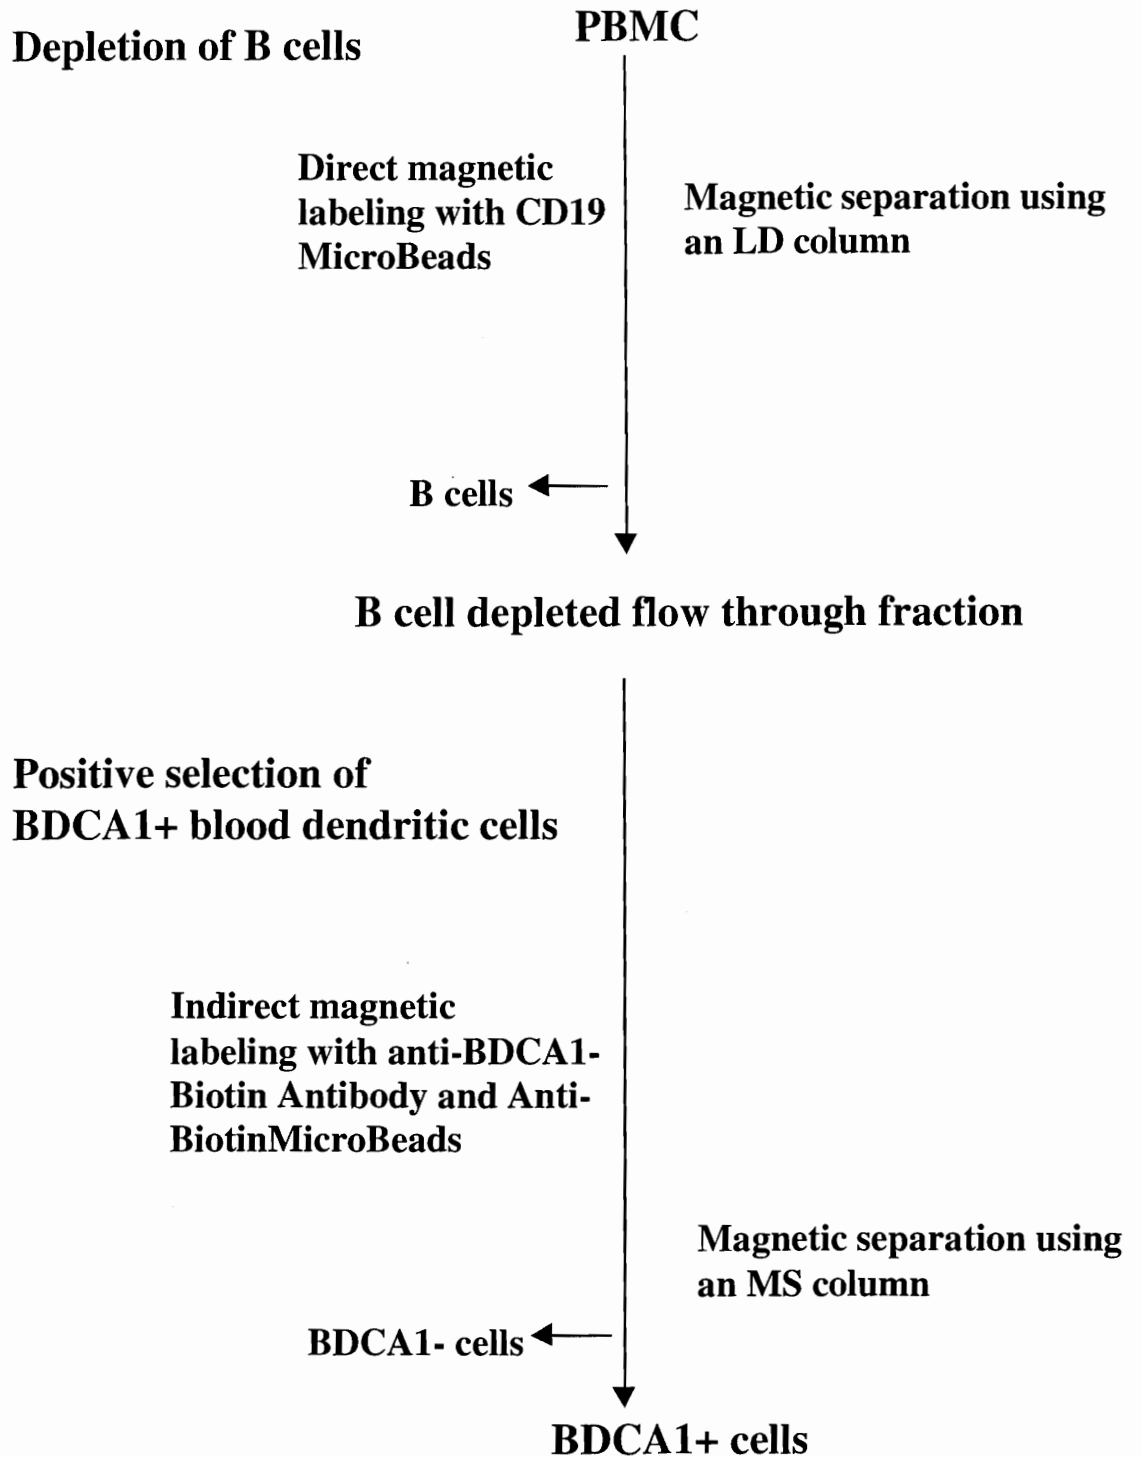 PBMC
Depletion of B cells
Direct magnetic
labeling with CD19
MicroBeads
Magnetic separation using
an LD column
B cells
B cell depleted flow through fraction
Positive selection of
BDCA1+ blood dendritic cells
Indirect magnetic
labeling with anti-BDCA1-
Biotin Antibody and Anti-
BiotinMicroBeads
Magnetic separation using
an MS column
BDCA1- cells
BDCA1+ cells